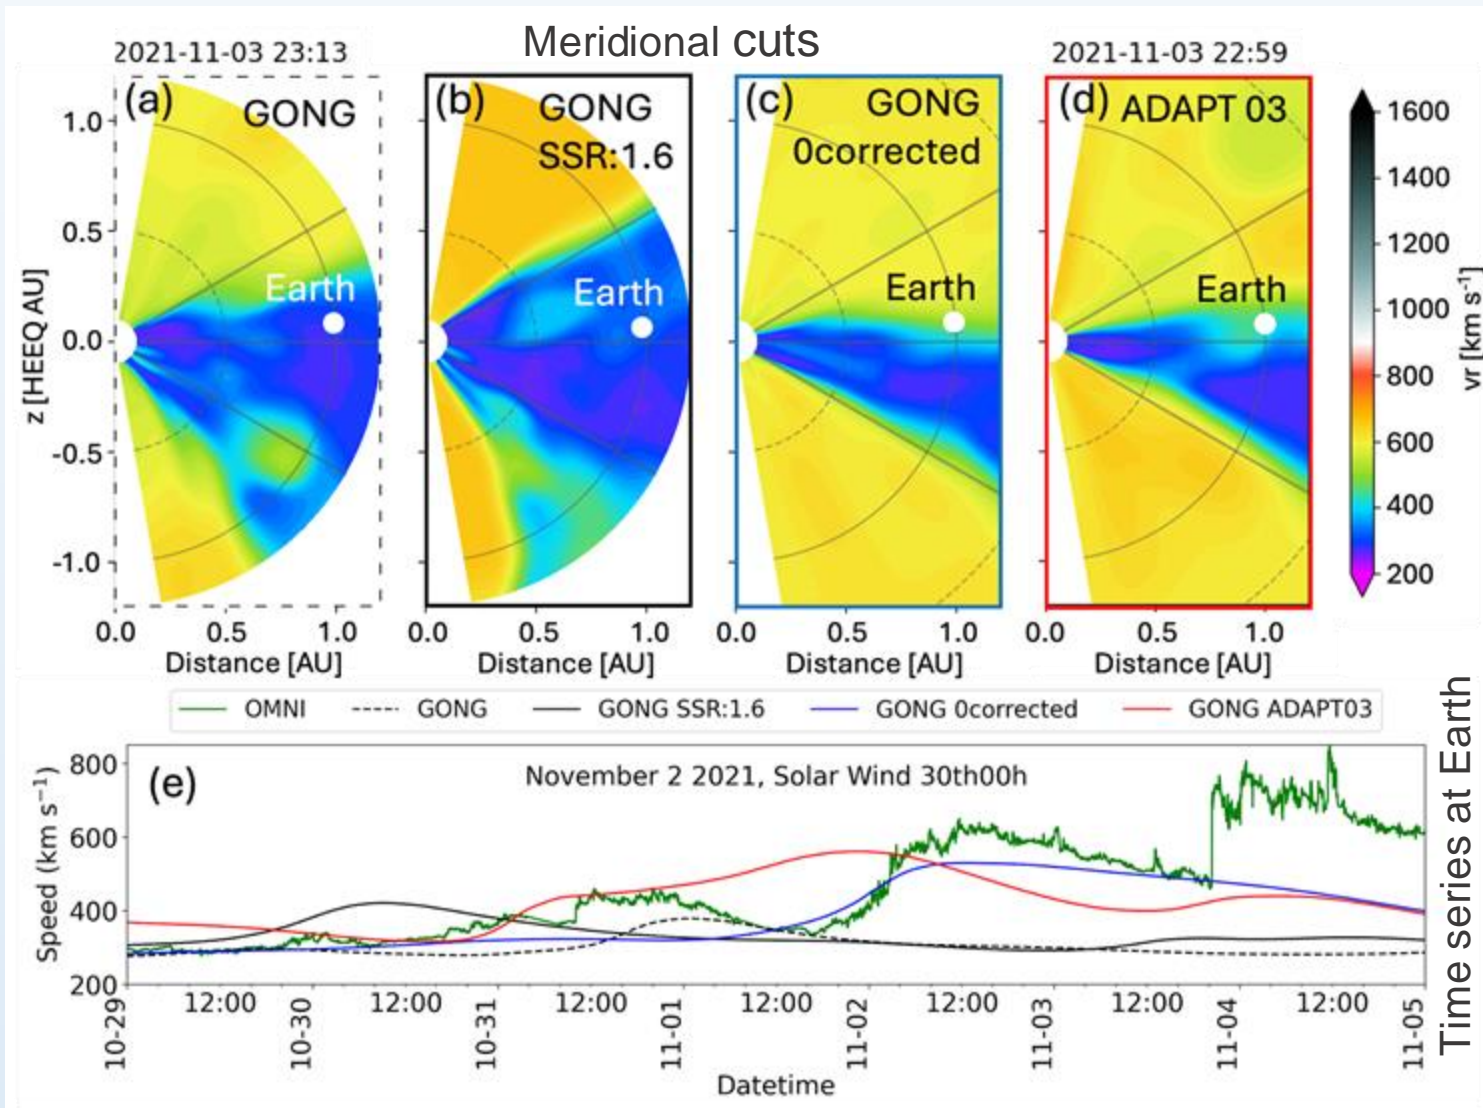 Meridional cuts
2021-11-03 23:13
2021-11-03 22:59
(a)
GONG
(b)
GONG
SSR:1.6
(c)
GONG
0corrected
(d) ADAPT 03
Earth
Earth
Earth
Earth
z [HEEQ AU]
1.0
0.5
0.0
-0.5
-1.0
0.0 0.5 1.0
0.0 0.5 1.0
0.0 0.5 1.0
0.0 0.5 1.0
Distance [AU]
Distance [AU]
Distance [AU]
Distance [AU]
1600
1400
1200
1000
800
600
400
200
vr [km s⁻¹]
OMNI GONG GONG SSR:1.6 GONG 0corrected GONG ADAPT03
(e)
November 2 2021, Solar Wind 30th00h
Speed (km s⁻¹)
800
600
400
200
10-29 12:00 10-30 12:00 10-31 12:00 11-01 12:00 11-02 12:00 11-03 12:00 11-04 12:00 11-05
Datetime
Time series at Earth